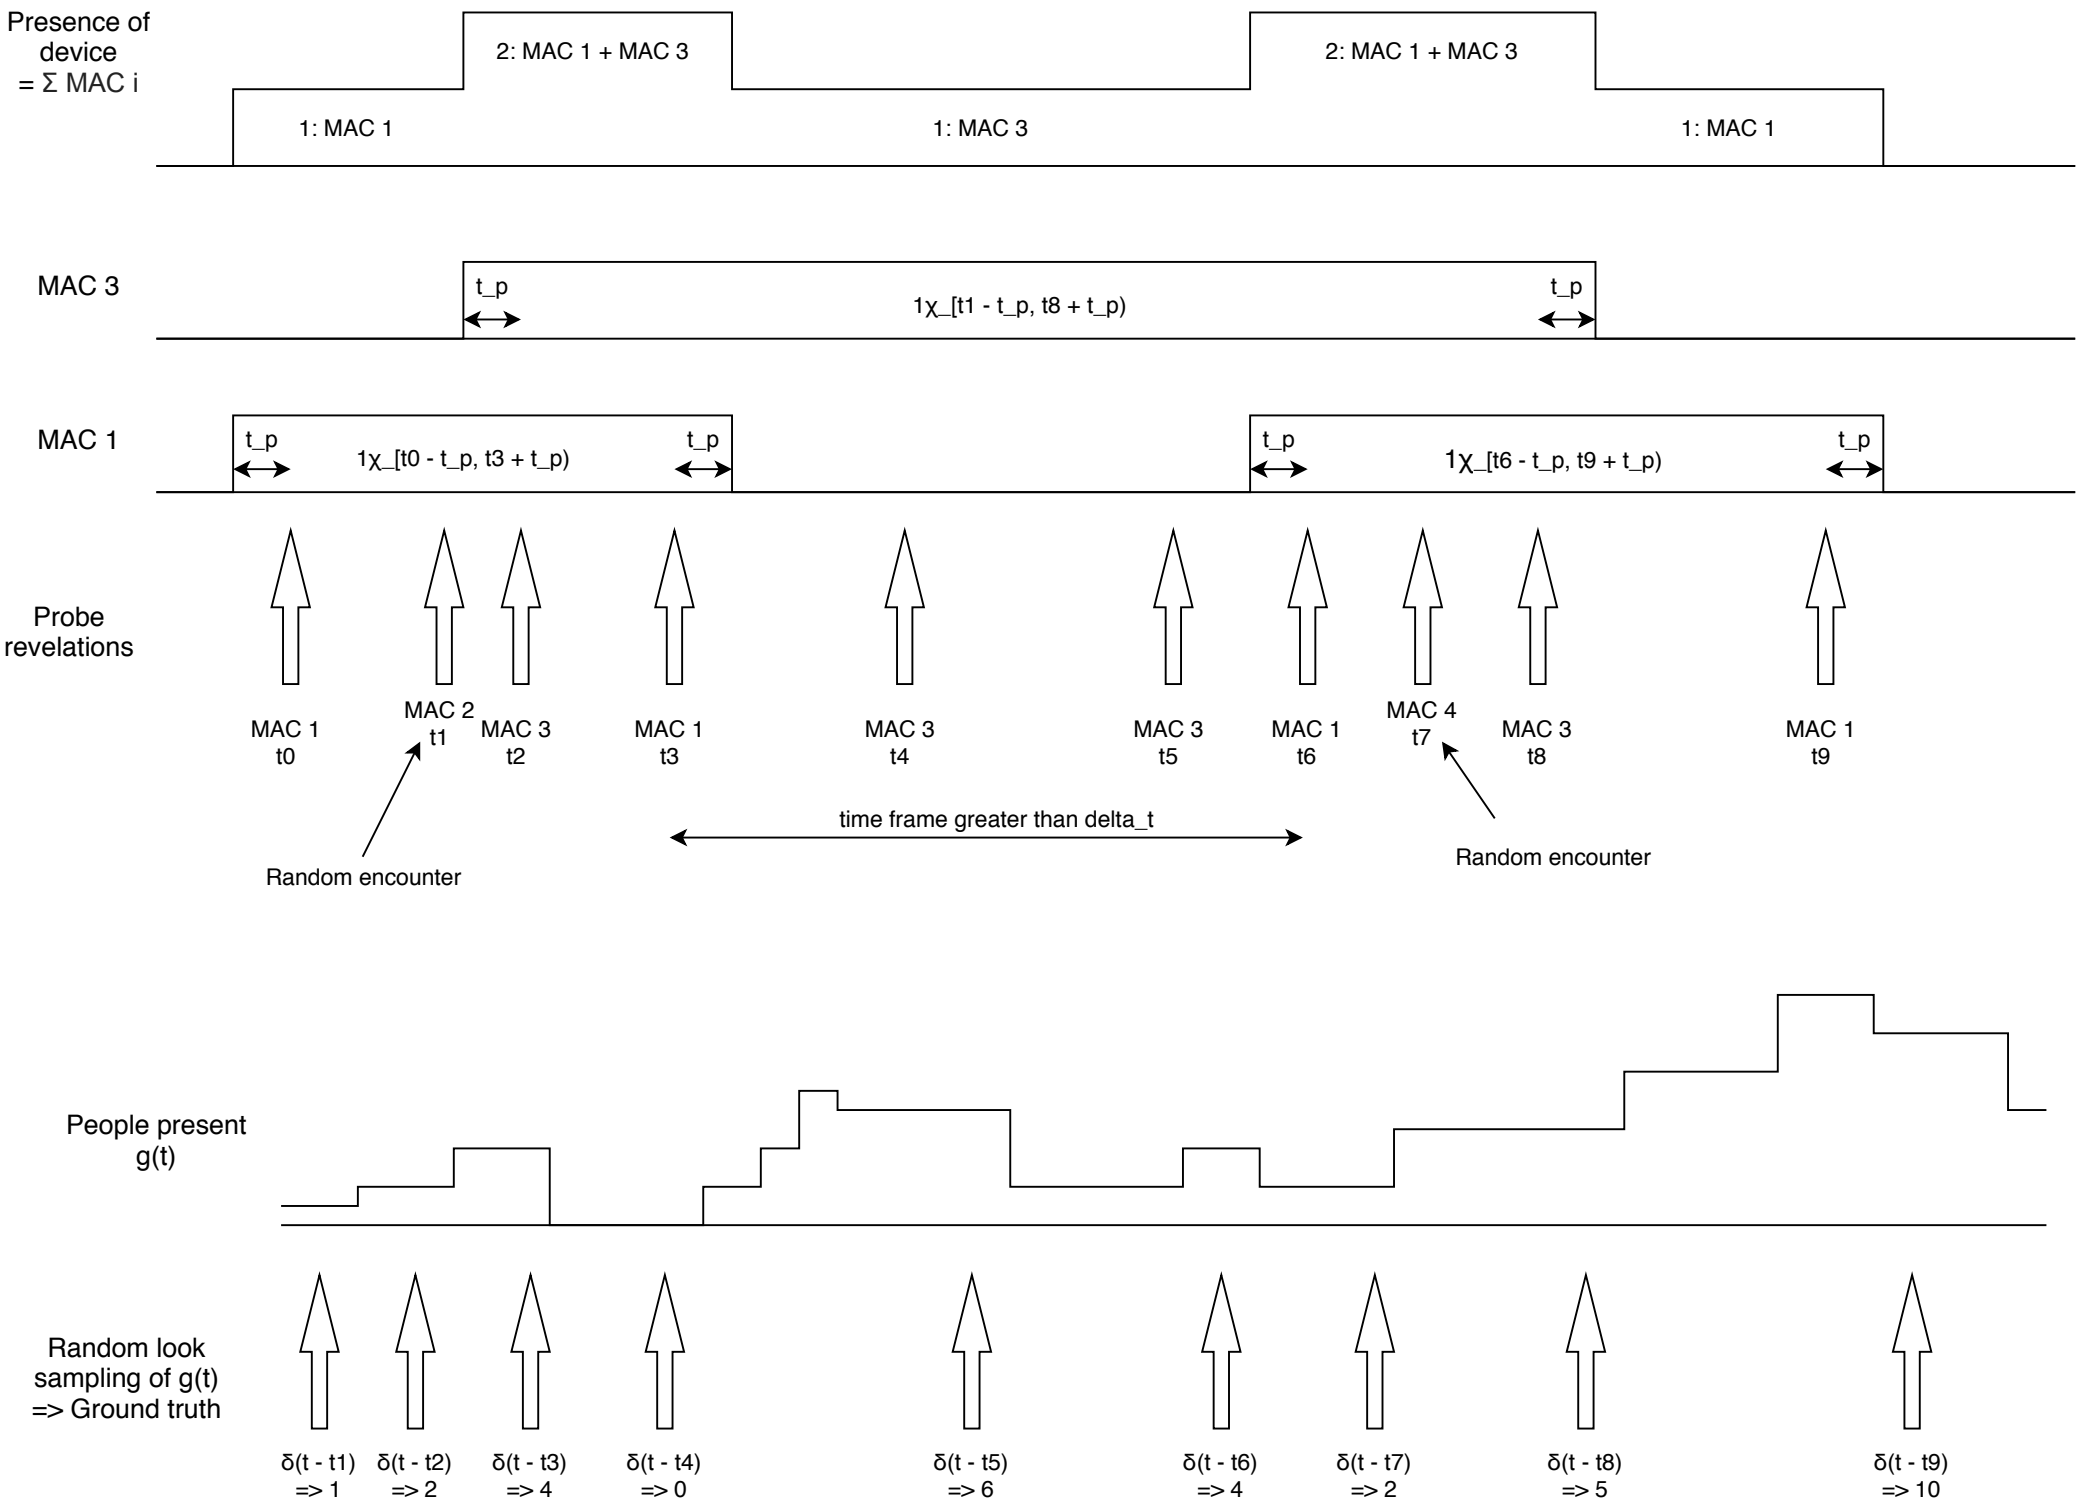 Presence of
device
= Σ MAC i
2: MAC 1 + MAC 3
2: MAC 1 + MAC 3
1: MAC 1
1: MAC 3
1: MAC 1
MAC 3
t_p
1χ_[t1 - t_p, t8 + t_p)
t_p
MAC 1
t_p
1χ_[t0 - t_p, t3 + t_p)
t_p
t_p
1χ_[t6 - t_p, t9 + t_p)
t_p
Probe
revelations
MAC 1
t0
MAC 2
t1
MAC 3
t2
MAC 1
t3
MAC 3
t4
MAC 3
t5
MAC 1
t6
MAC 4
t7
MAC 3
t8
MAC 1
t9
time frame greater than delta_t
Random encounter
Random encounter
People present
g(t)
Random look
sampling of g(t)
=> Ground truth
δ(t - t1)
=> 1
δ(t - t2)
=> 2
δ(t - t3)
=> 4
δ(t - t4)
=> 0
δ(t - t5)
=> 6
δ(t - t6)
=> 4
δ(t - t7)
=> 2
δ(t - t8)
=> 5
δ(t - t9)
=> 10